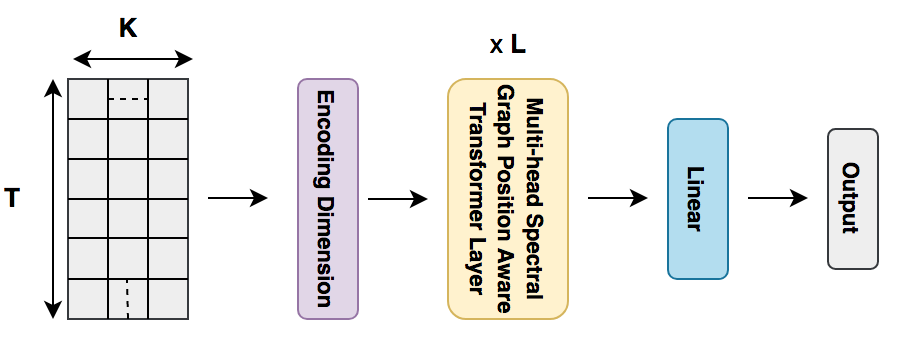 K
T
Encoding Dimension
x L
Multi-head Spectral
Graph Position Aware
Transformer Layer
Linear
Output